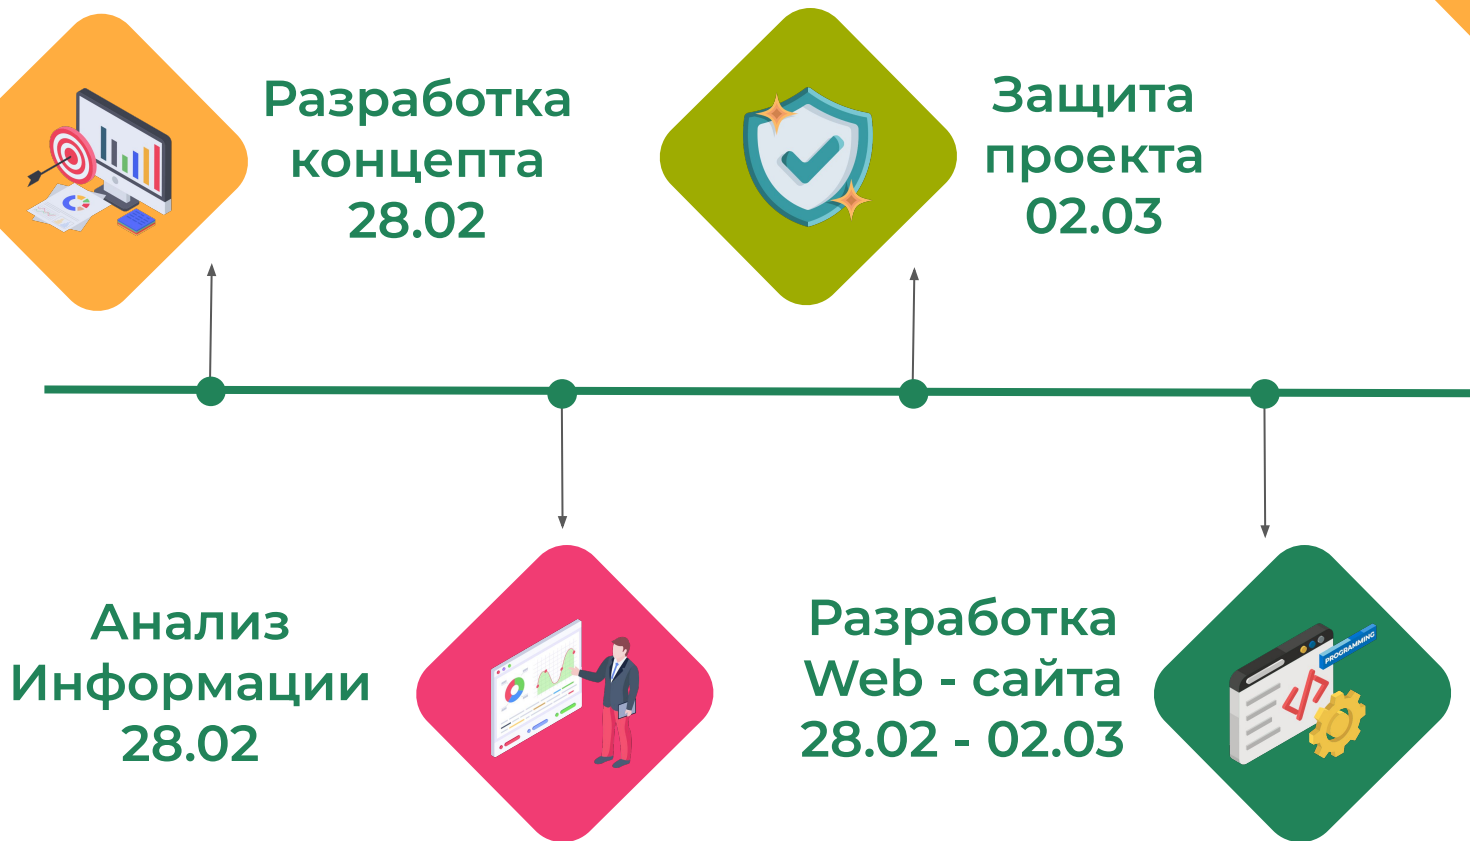 Разработка
концепта
28.02
Защита
проекта
02.03
Анализ
Информации
28.02
Разработка
Web - сайта
28.02 - 02.03
PROGRAMMING